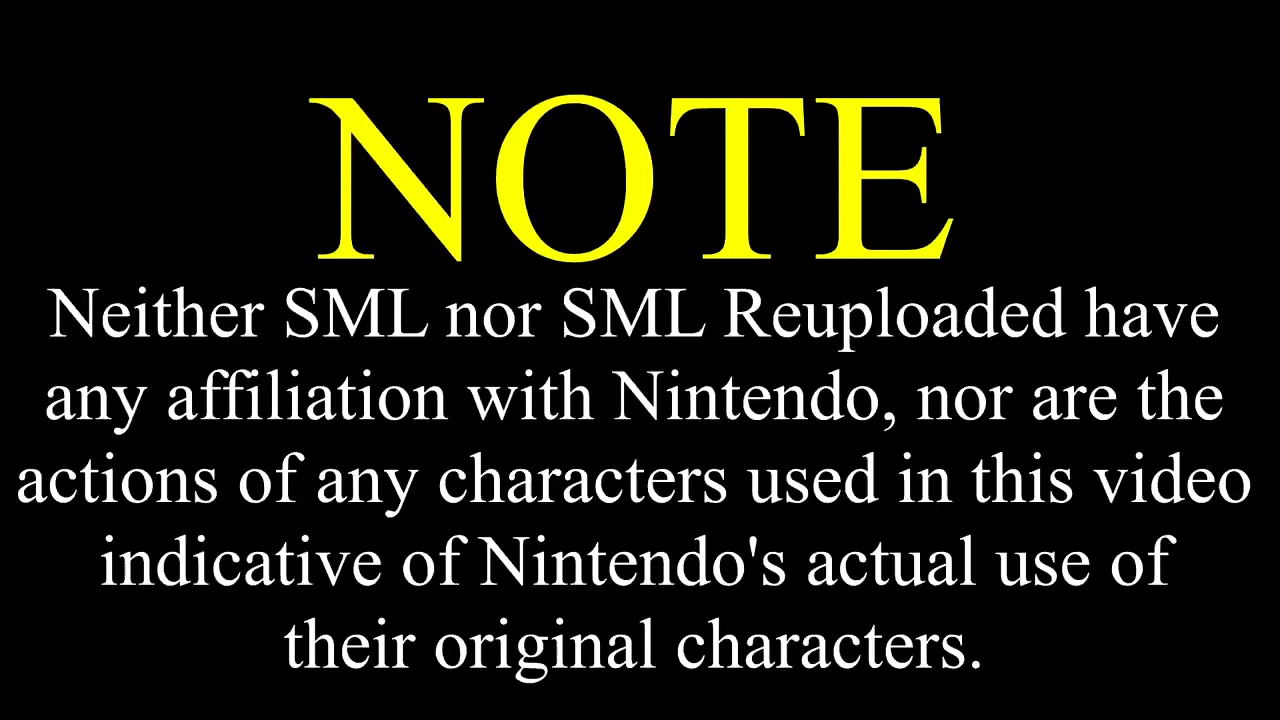 NOTE
Neither SML nor SML Reuploaded have
any affiliation with Nintendo, nor are the
actions of any characters used in this video
indicative of Nintendo's actual use of
their original characters.